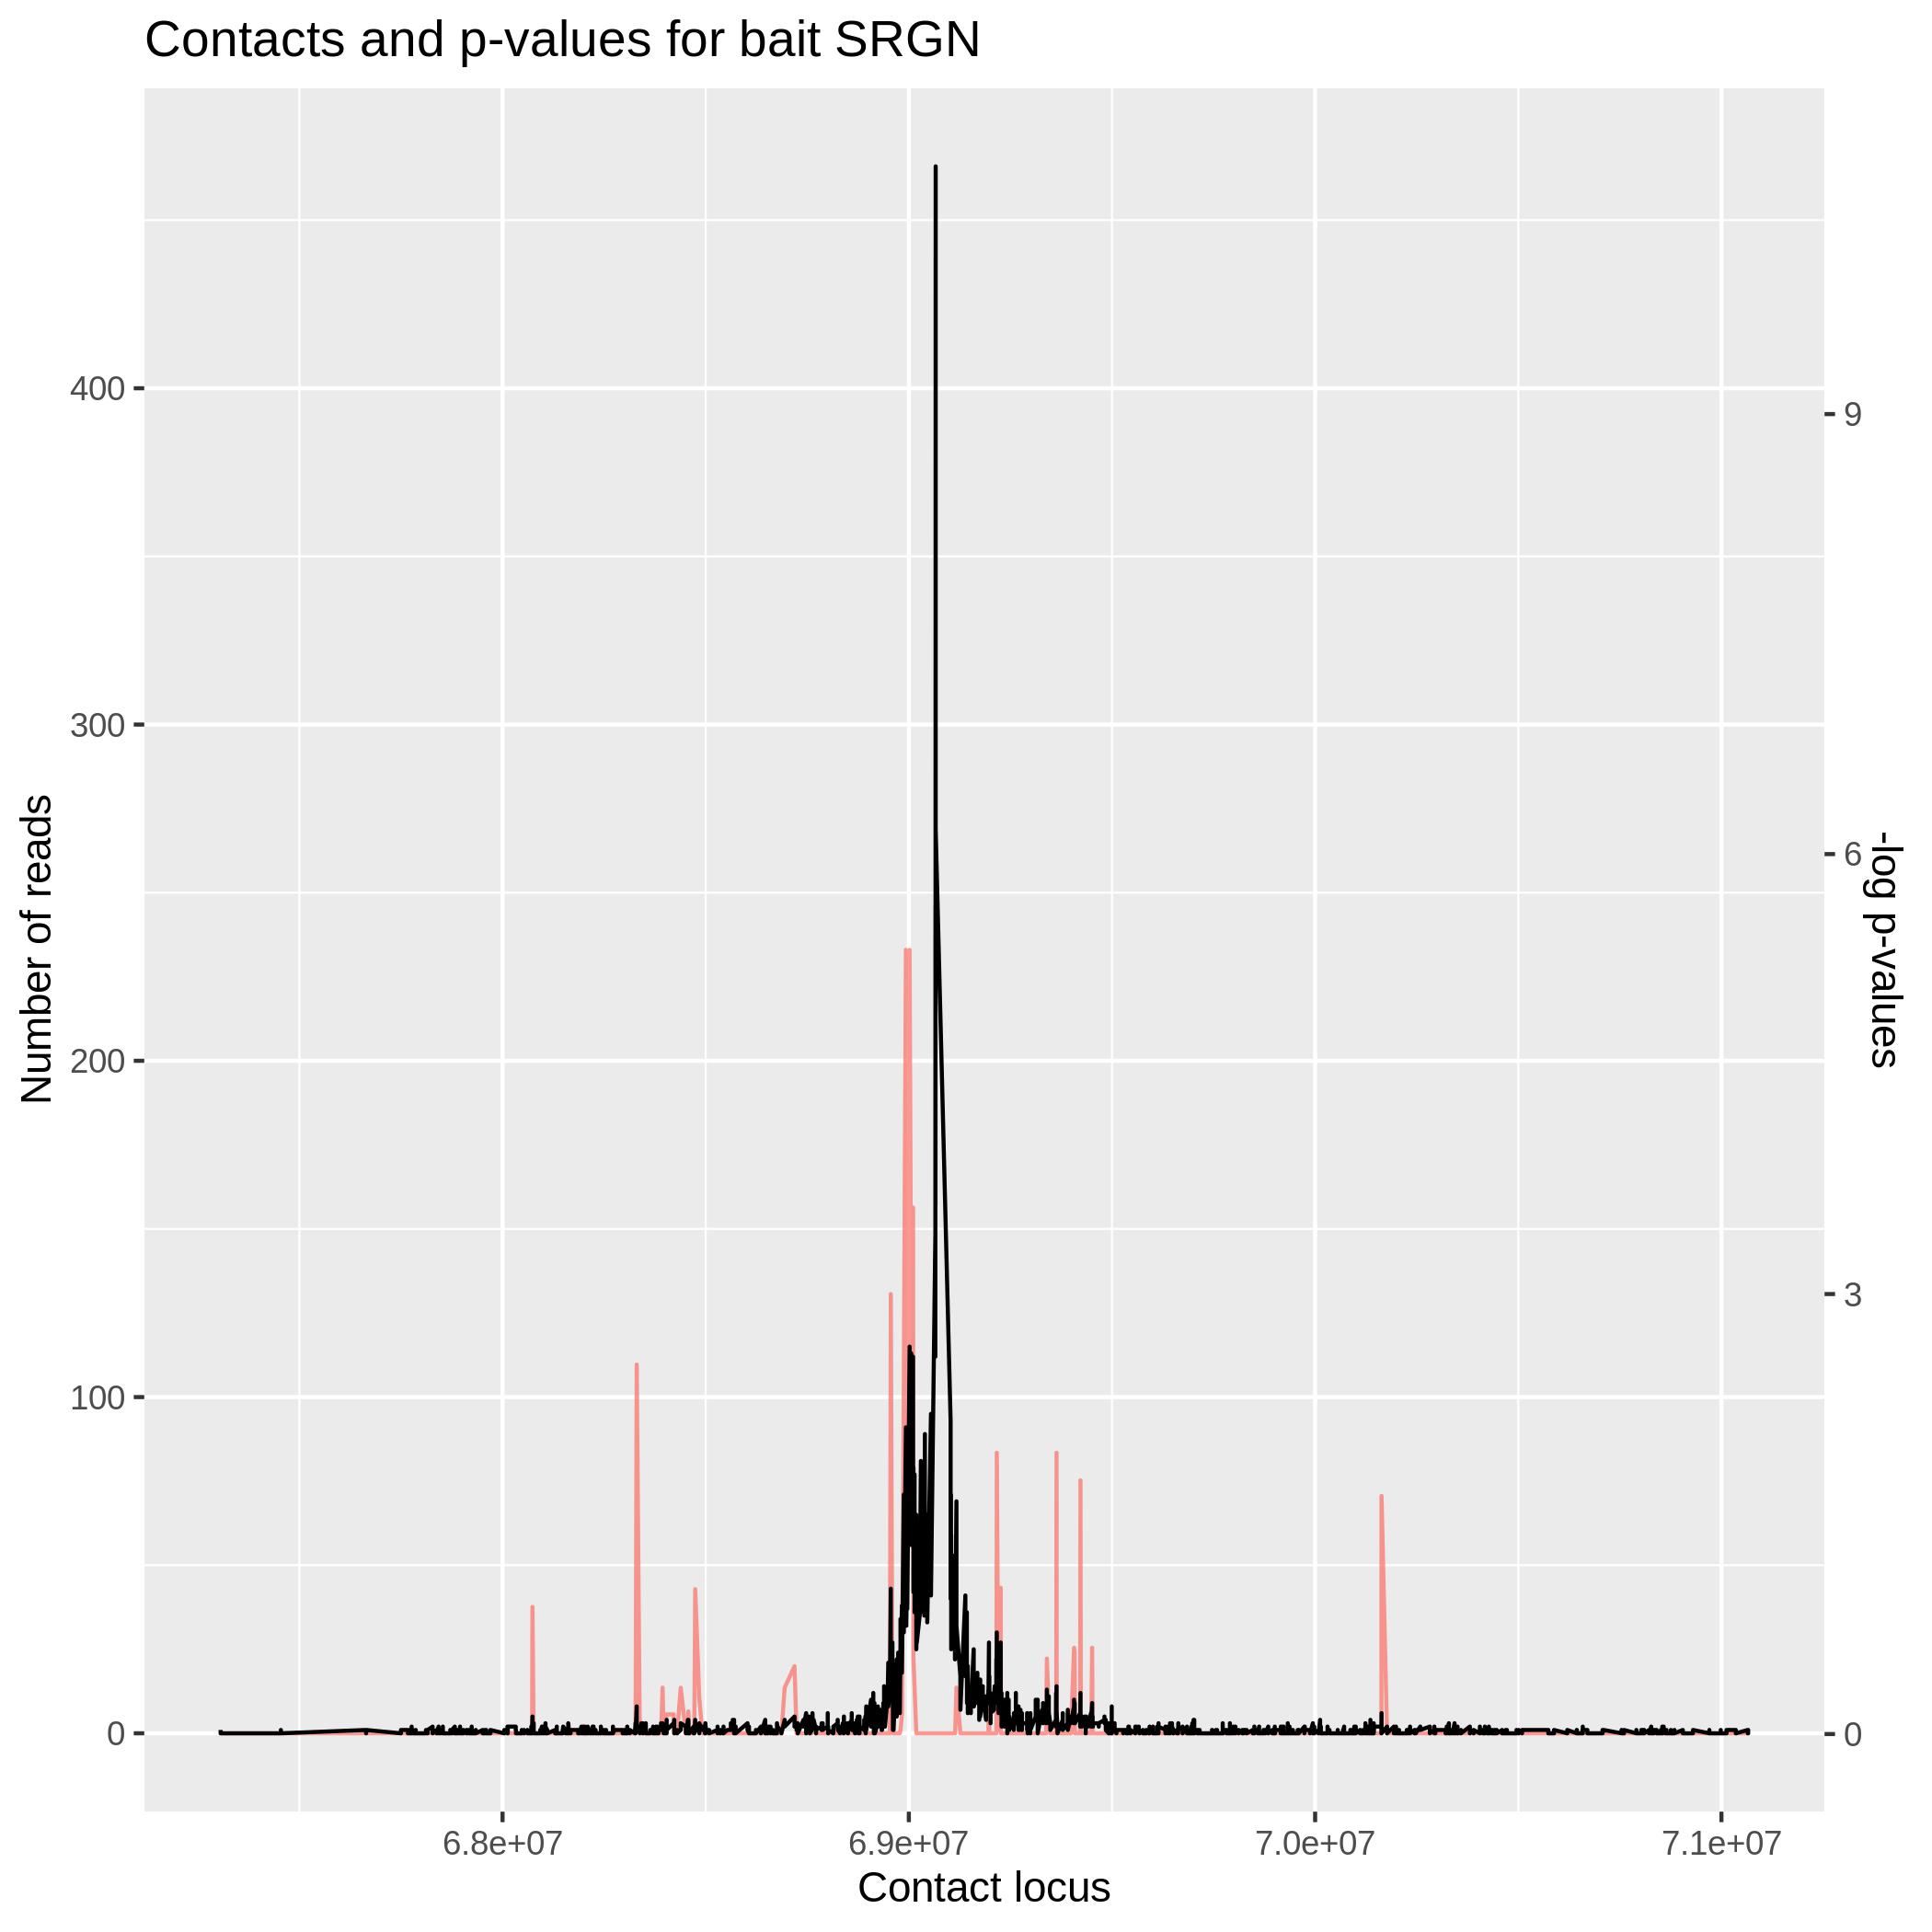 Contacts and p-values for bait SRGN
Number of reads
400
300
200
100
0
9
6
3
0
-log p-values
6.8e+07
6.9e+07
7.0e+07
7.1e+07
Contact locus